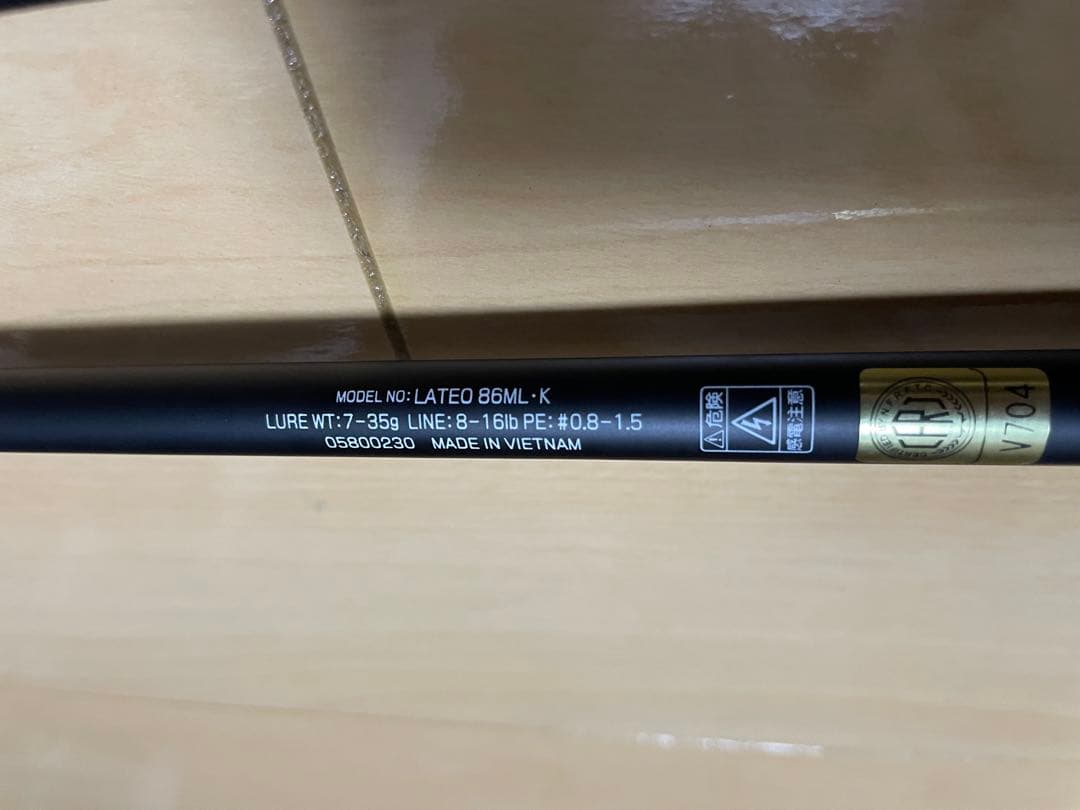 MODEL NO: LATEO 86ML・K
LURE WT: 7-35g LINE: 8-16lb PE: #0.8-1.5
05800230 MADE IN VIETNAM
危険
感電注意
CERTIFIED
V704